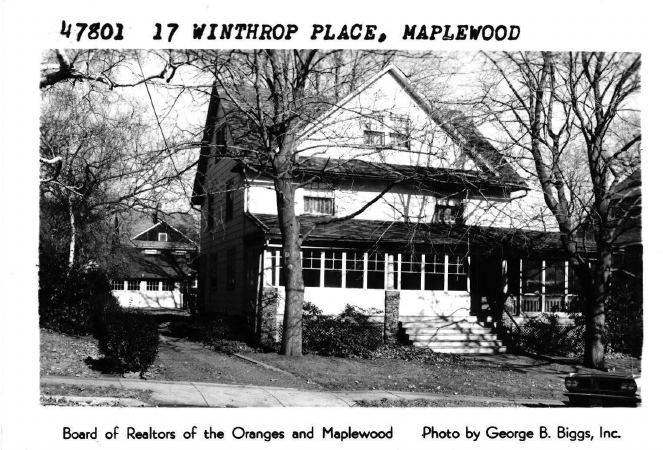 47801 17 WINTHROP PLACE, MAPLEWOOD
Board of Realtors of the Oranges and Maplewood Photo by George B. Biggs, Inc.